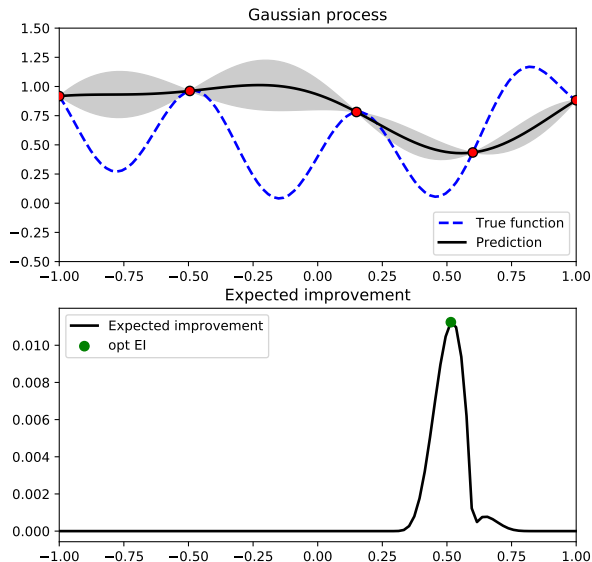 Gaussian process
1.50
1.25
1.00
0.75
0.50
0.25
0.00
−0.25
−0.50
True function
Prediction
−1.00 −0.75 −0.50 −0.25 0.00 0.25 0.50 0.75 1.00
Expected improvement
Expected improvement
opt EI
0.010
0.008
0.006
0.004
0.002
0.000
−1.00 −0.75 −0.50 −0.25 0.00 0.25 0.50 0.75 1.00